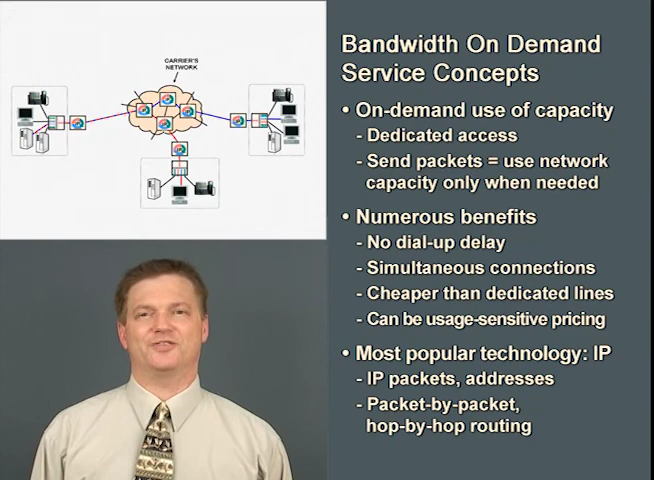 CARRIER'S
NETWORK
Bandwidth On Demand
Service Concepts
• On-demand use of capacity
- Dedicated access
- Send packets = use network
capacity only when needed
• Numerous benefits
- No dial-up delay
- Simultaneous connections
- Cheaper than dedicated lines
- Can be usage-sensitive pricing
• Most popular technology: IP
- IP packets, addresses
- Packet-by-packet,
hop-by-hop routing